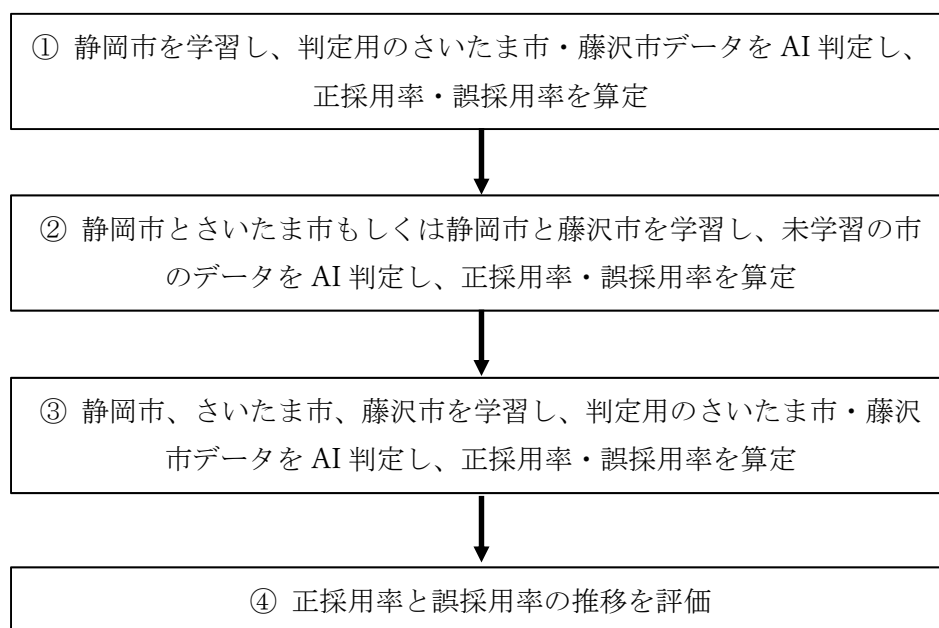 ① 静岡市を学習し、判定用のさいたま市・藤沢市データを AI 判定し、
正採用率・誤採用率を算定
② 静岡市とさいたま市もしくは静岡市と藤沢市を学習し、未学習の市
のデータを AI 判定し、正採用率・誤採用率を算定
③ 静岡市、さいたま市、藤沢市を学習し、判定用のさいたま市・藤沢
市データを AI 判定し、正採用率・誤採用率を算定
④ 正採用率と誤採用率の推移を評価